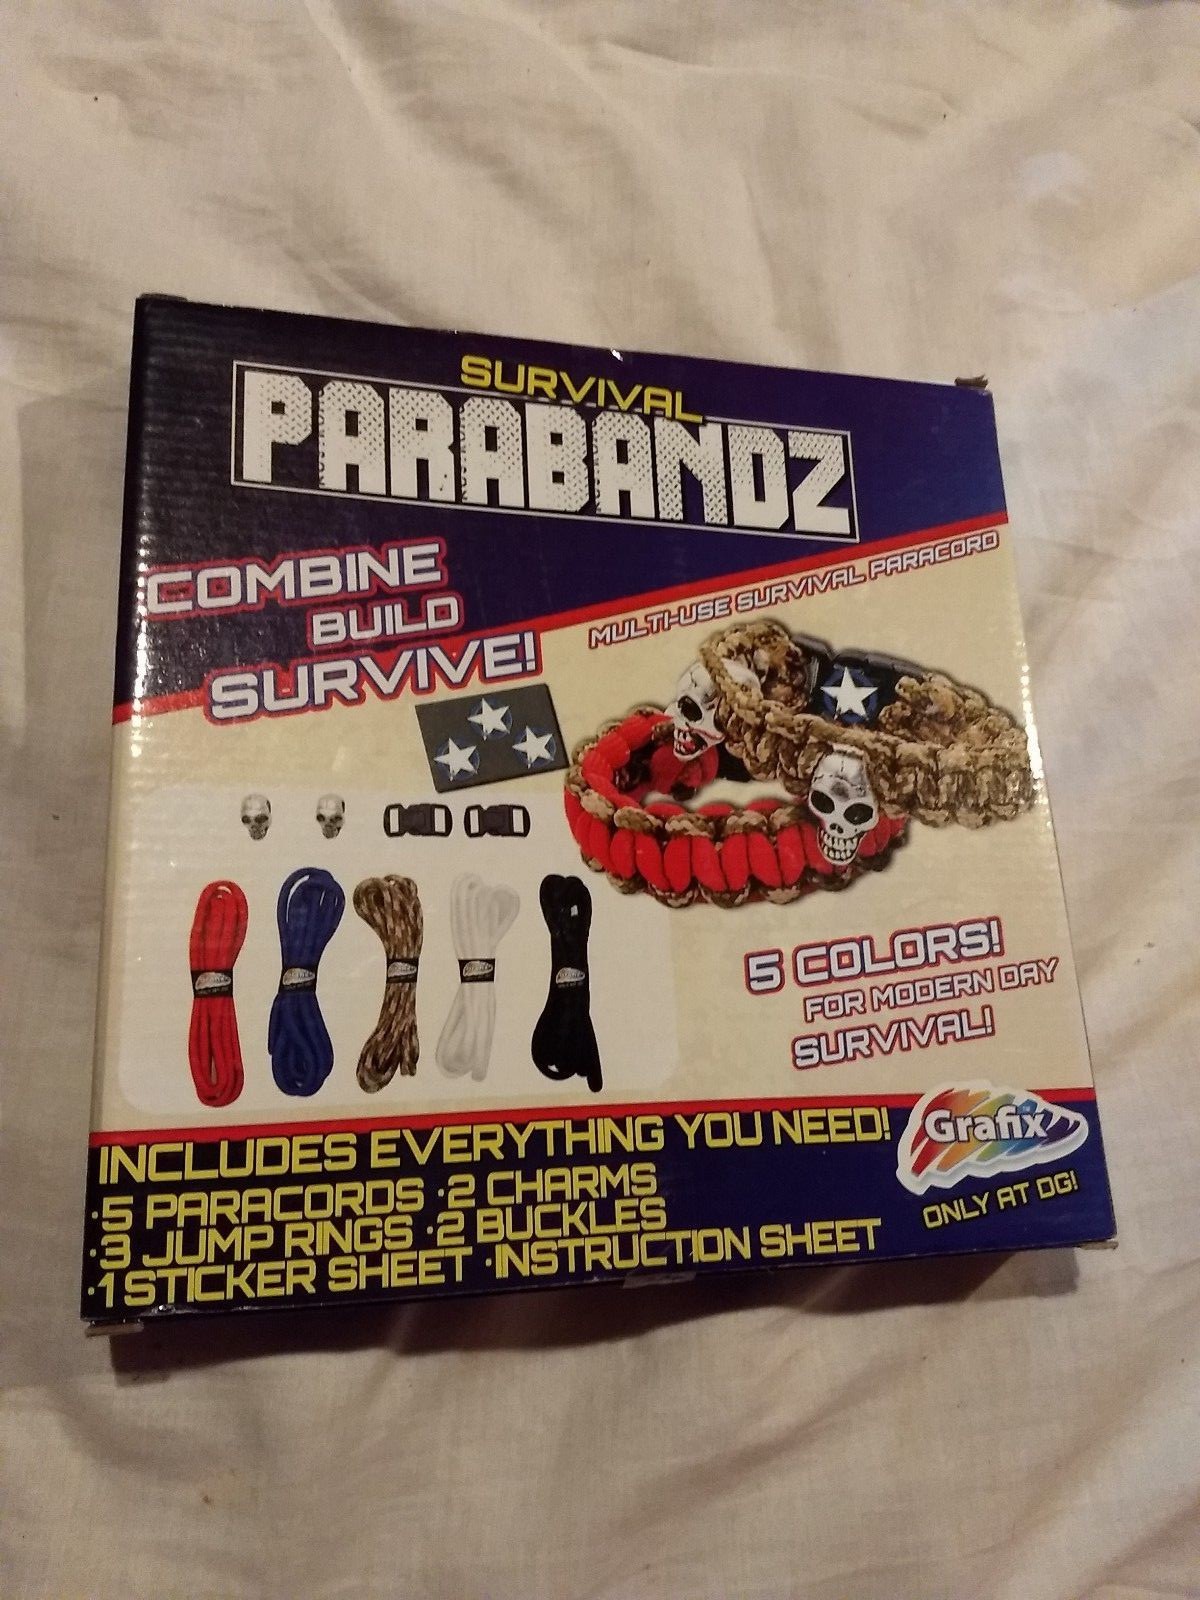 SURVIVAL
PARABANDZ
COMBINE
BUILD
SURVIVE!
MULTI-USE SURVIVAL PARACORD
5 COLORS!
FOR MODERN DAY
SURVIVAL!
INCLUDES EVERYTHING YOU NEED!
·5 PARACORDS ·2 CHARMS
·3 JUMP RINGS ·2 BUCKLES
·1 STICKER SHEET ·INSTRUCTION SHEET
Grafix
ONLY AT DG!